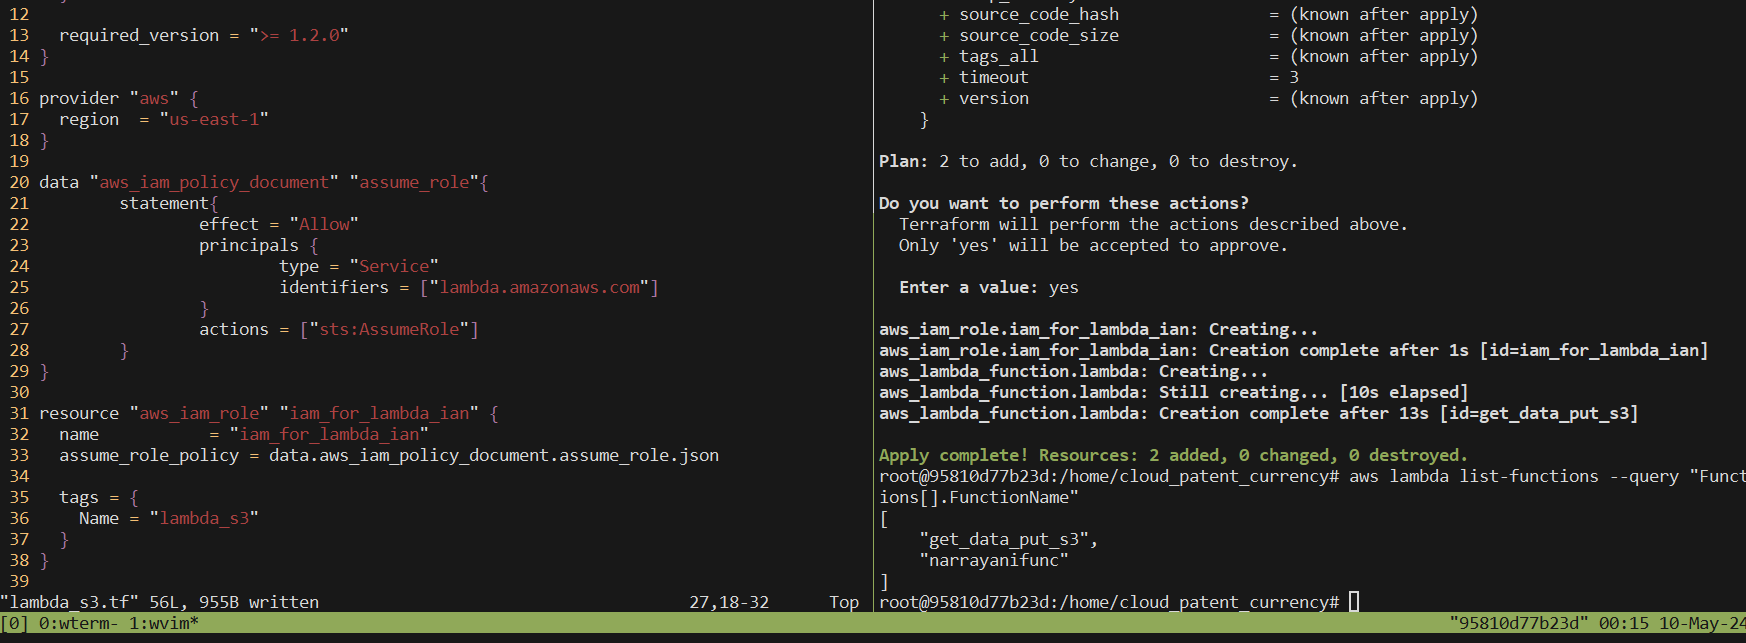 12
13   required_version = ">= 1.2.0"
14 }
15
16 provider "aws" {
17   region  = "us-east-1"
18 }
19
20 data "aws_iam_policy_document" "assume_role"{
21         statement{
22                 effect = "Allow"
23                 principals {
24                         type = "Service"
25                         identifiers = ["lambda.amazonaws.com"]
26                 }
27                 actions = ["sts:AssumeRole"]
28         }
29 }
30
31 resource "aws_iam_role" "iam_for_lambda_ian" {
32   name           = "iam_for_lambda_ian"
33   assume_role_policy = data.aws_iam_policy_document.assume_role.json
34
35   tags = {
36     Name = "lambda_s3"
37   }
38 }
39
"lambda_s3.tf" 56L, 955B written                                     27,18-32      Top
      + source_code_hash               = (known after apply)
      + source_code_size               = (known after apply)
      + tags_all                       = (known after apply)
      + timeout                        = 3
      + version                        = (known after apply)
    }
Plan: 2 to add, 0 to change, 0 to destroy.
Do you want to perform these actions?
  Terraform will perform the actions described above.
  Only 'yes' will be accepted to approve.
  Enter a value: yes
aws_iam_role.iam_for_lambda_ian: Creating...
aws_iam_role.iam_for_lambda_ian: Creation complete after 1s [id=iam_for_lambda_ian]
aws_lambda_function.lambda: Creating...
aws_lambda_function.lambda: Still creating... [10s elapsed]
aws_lambda_function.lambda: Creation complete after 13s [id=get_data_put_s3]
Apply complete! Resources: 2 added, 0 changed, 0 destroyed.
root@95810d77b23d:/home/cloud_patent_currency# aws lambda list-functions --query "Funct
ions[].FunctionName"
[
    "get_data_put_s3",
    "narrayanifunc"
]
root@95810d77b23d:/home/cloud_patent_currency#
[0] 0:wterm- 1:wvim*                    "95810d77b23d" 00:15 10-May-24